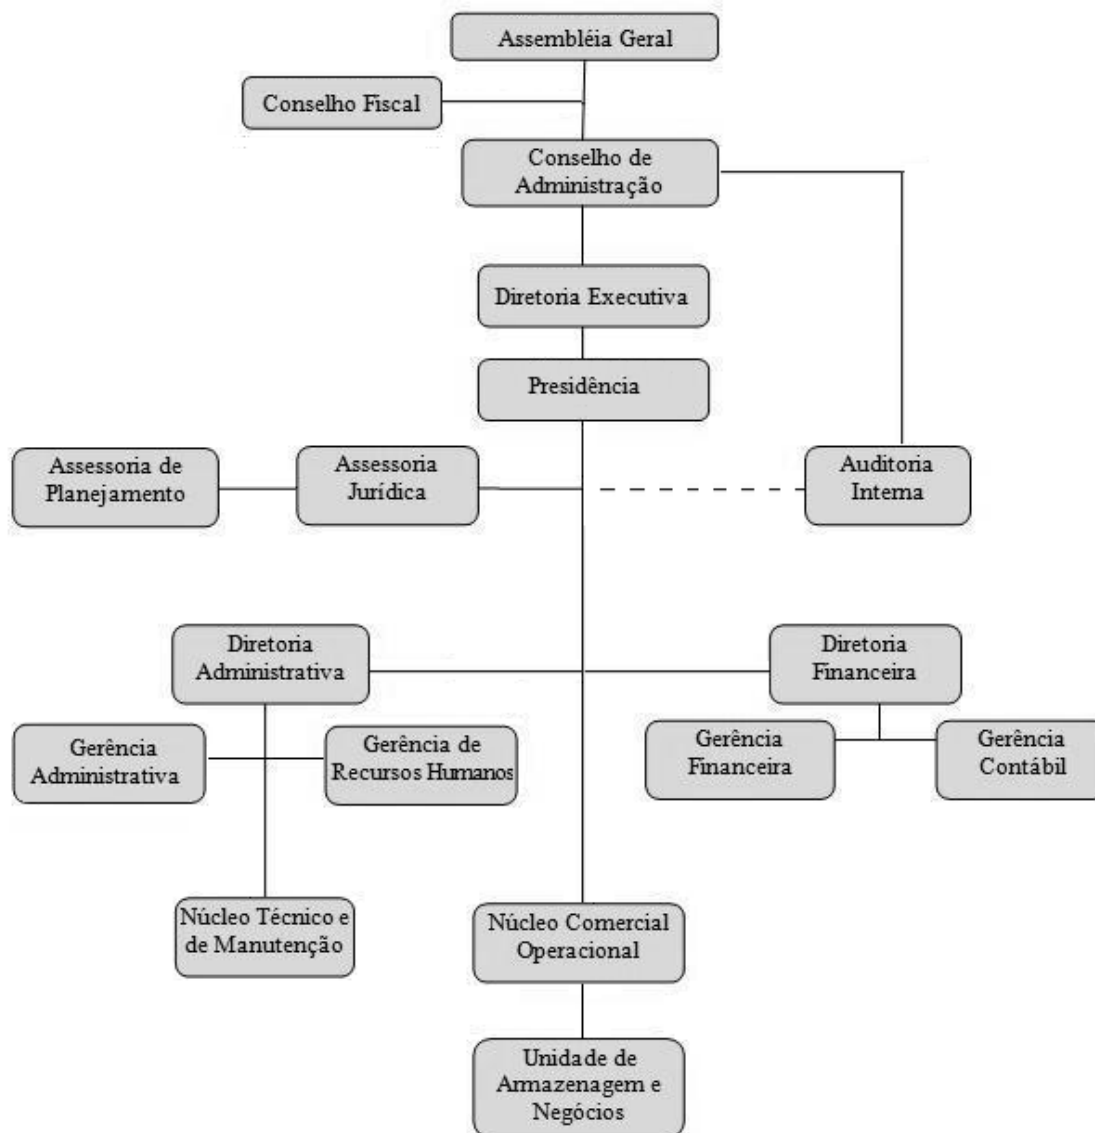 Assembléia Geral
Conselho Fiscal
Conselho de
Administração
Diretoria Executiva
Presidência
Assessoria de
Planejamento
Assessoria
Jurídica
Auditoria
Interna
Diretoria
Administrativa
Diretoria
Financeira
Gerência
Administrativa
Gerência de
Recursos Humanos
Gerência
Financeira
Gerência
Contábil
Núcleo Técnico e
de Manutenção
Núcleo Comercial
Operacional
Unidade de
Armazenagem e
Negócios